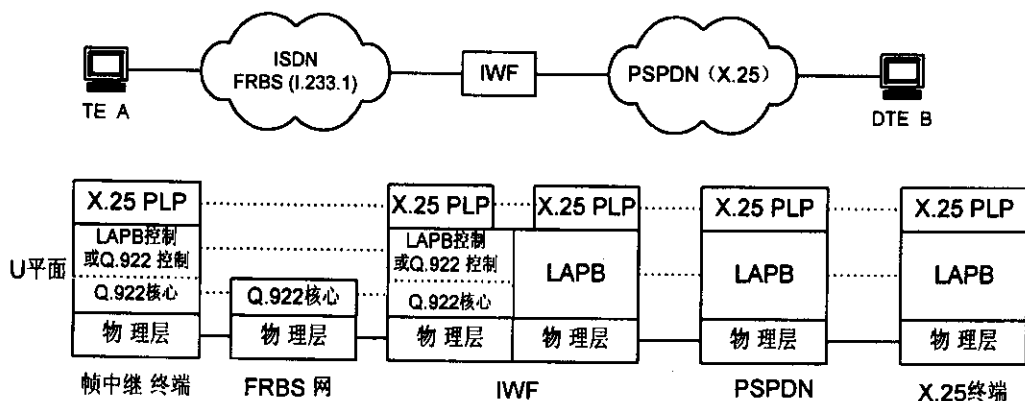 ISDN
FRBS (I.233.1)
IWF
PSPDN（X.25）
TE A
DTE B
X.25 PLP
X.25 PLP
X.25 PLP
X.25 PLP
X.25 PLP
U平面
LAPB控制
或Q.922 控制
LAPB控制
或Q.922 控制
LAPB
LAPB
LAPB
Q.922核心
Q.922核心
Q.922核心
物 理层
物 理层
物 理层
物 理层
物 理层
物 理层
帧中继 终端
FRBS 网
IWF
PSPDN
X.25终端